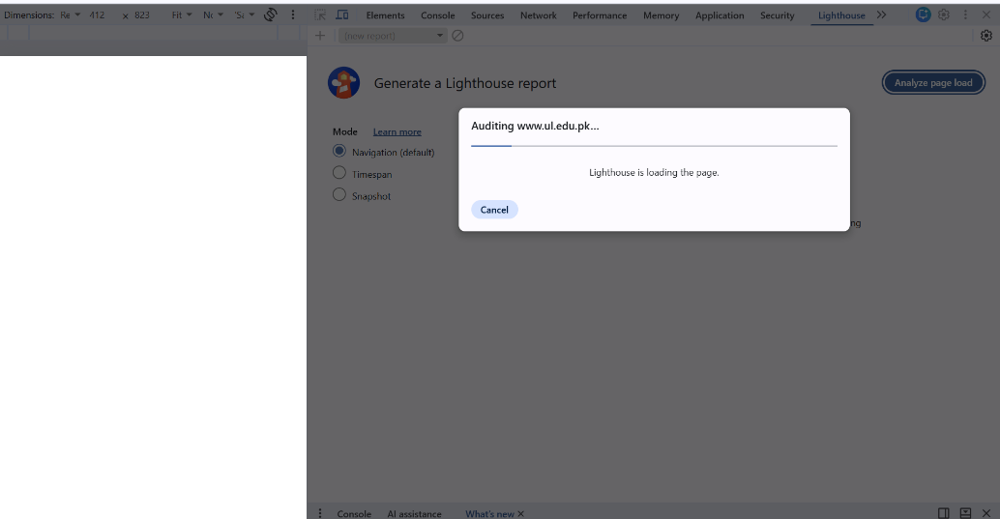 Dimensions: Re 412 × 823 Fit No 'Sa Elements Console Sources Network Performance Memory Application Security Lighthouse
(new report)
Generate a Lighthouse report
Analyze page load
Auditing www.ul.edu.pk...
Mode Learn more
Navigation (default)
Lighthouse is loading the page.
Timespan
Snapshot
Cancel
ng
Console AI assistance What's new ×